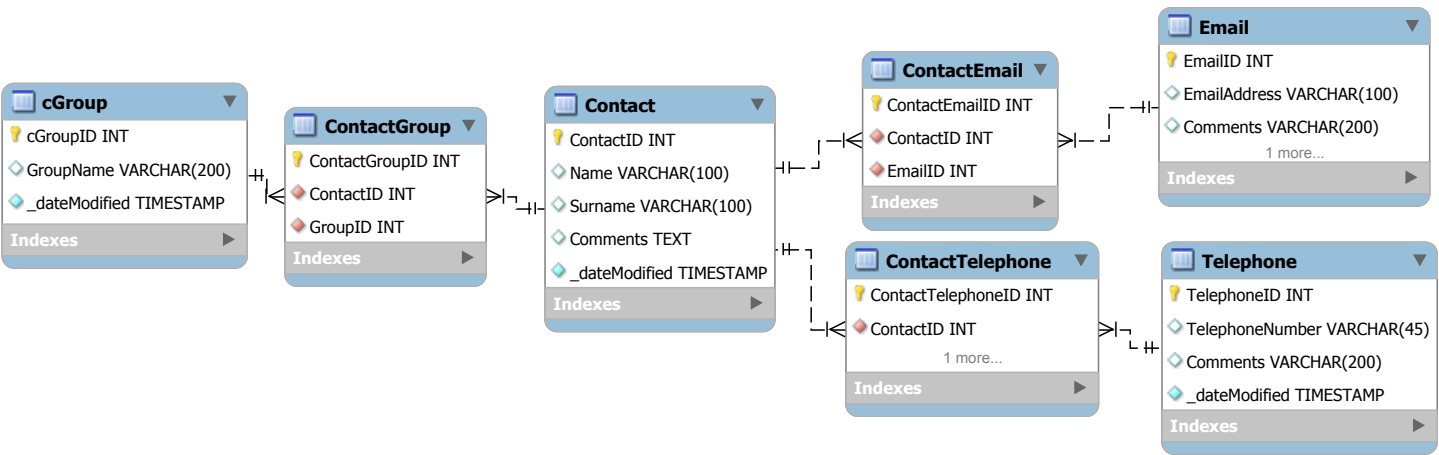 cGroup
cGroupID INT
GroupName VARCHAR(200)
_dateModified TIMESTAMP
Indexes
ContactGroup
ContactGroupID INT
ContactID INT
GroupID INT
Indexes
Contact
ContactID INT
Name VARCHAR(100)
Surname VARCHAR(100)
Comments TEXT
_dateModified TIMESTAMP
Indexes
ContactEmail
ContactEmailID INT
ContactID INT
EmailID INT
Indexes
Email
EmailID INT
EmailAddress VARCHAR(100)
Comments VARCHAR(200)
1 more...
Indexes
ContactTelephone
ContactTelephoneID INT
ContactID INT
1 more...
Indexes
Telephone
TelephoneID INT
TelephoneNumber VARCHAR(45)
Comments VARCHAR(200)
_dateModified TIMESTAMP
Indexes